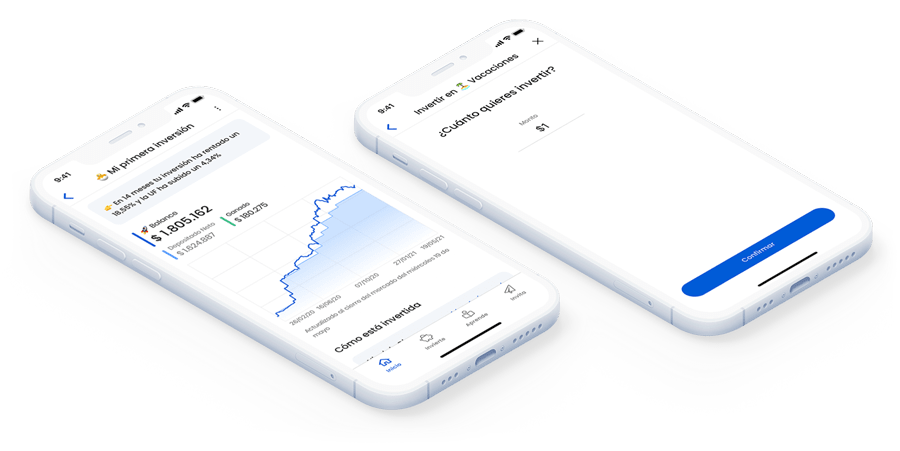 9:41
🐣 Mi primera inversión
👉 En 14 meses tu inversión ha rentado un
18,55% y la UF ha subido un 4,34%
🚀 Balance
$ 1.805.162
Depositado Neto
$ 1.624.887
Ganado
$ 180.275
26/02/20
16/06/20
07/10/20
27/01/21
19/05/21
Actualizado al cierre del mercado del miércoles 19 de
mayo
Cómo está invertida
Inicio
Invierte
Aprende
Invita
9:41
Invertir en 🏝 Vacaciones
¿Cuánto quieres invertir?
Monto
$1
Confirmar